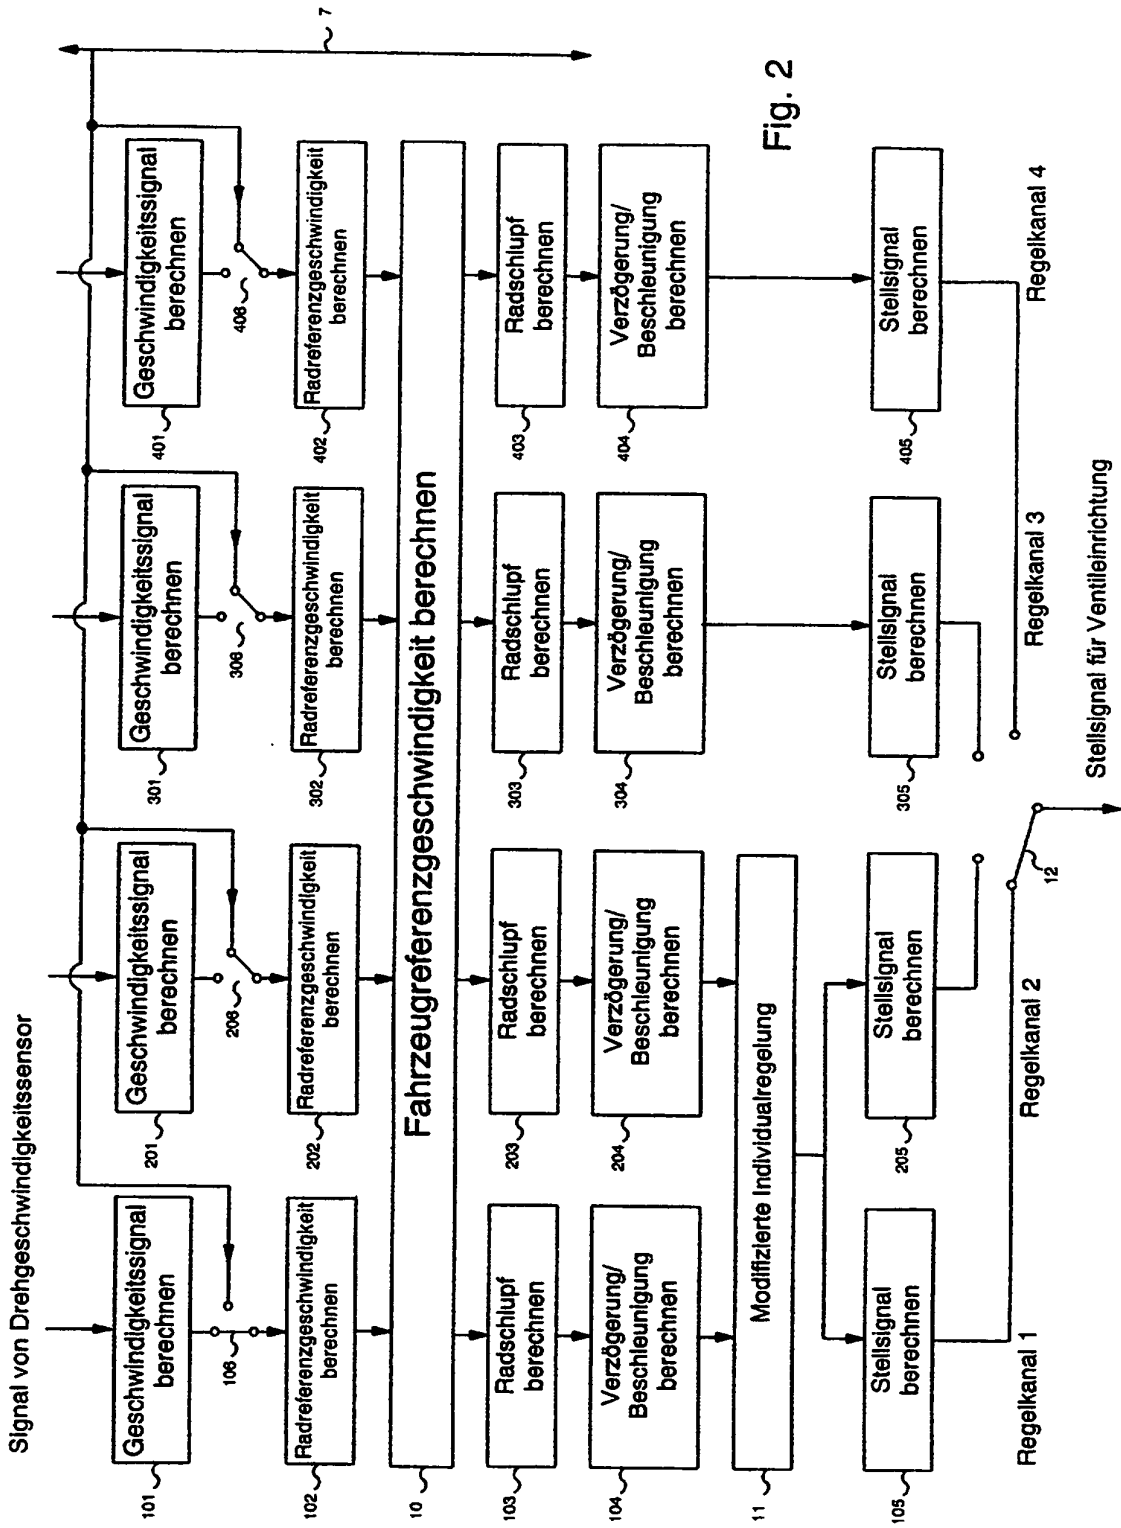 Signal von Drehgeschwindigkeitssensor
7
101
Geschwindigkeitssignal
berechnen
201
Geschwindigkeitssignal
berechnen
301
Geschwindigkeitssignal
berechnen
401
Geschwindigkeitssignal
berechnen
106
206
306
406
102
Radreferenzgeschwindigkeit
berechnen
202
Radreferenzgeschwindigkeit
berechnen
302
Radreferenzgeschwindigkeit
berechnen
402
Radreferenzgeschwindigkeit
berechnen
10
Fahrzeugreferenzgeschwindigkeit berechnen
103
Radschlupf
berechnen
203
Radschlupf
berechnen
303
Radschlupf
berechnen
403
Radschlupf
berechnen
104
Verzögerung/
Beschleunigung
berechnen
204
Verzögerung/
Beschleunigung
berechnen
304
Verzögerung/
Beschleunigung
berechnen
404
Verzögerung/
Beschleunigung
berechnen
11
Modifizierte Individualregelung
Fig. 2
105
Stellsignal
berechnen
205
Stellsignal
berechnen
305
Stellsignal
berechnen
405
Stellsignal
berechnen
Regelkanal 1
Regelkanal 2
12
Regelkanal 3
Regelkanal 4
Stellsignal für Ventileinrichtung